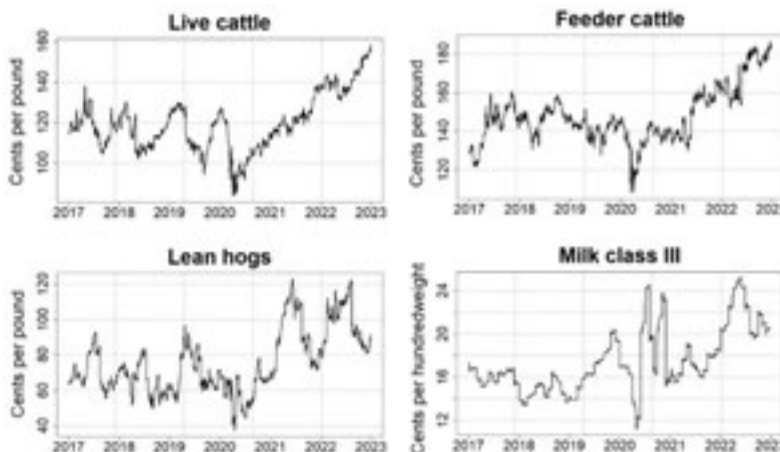 Live cattle
Cents per pound
160
140
120
100
2017 2018 2019 2020 2021 2022 2023
Feeder cattle
Cents per pound
180
160
140
120
2017 2018 2019 2020 2021 2022 202
Lean hogs
Cents per pound
120
100
80
60
40
2017 2018 2019 2020 2021 2022 2023
Milk class III
Cents per hundredweight
24
20
16
12
2017 2018 2019 2020 2021 2022 202